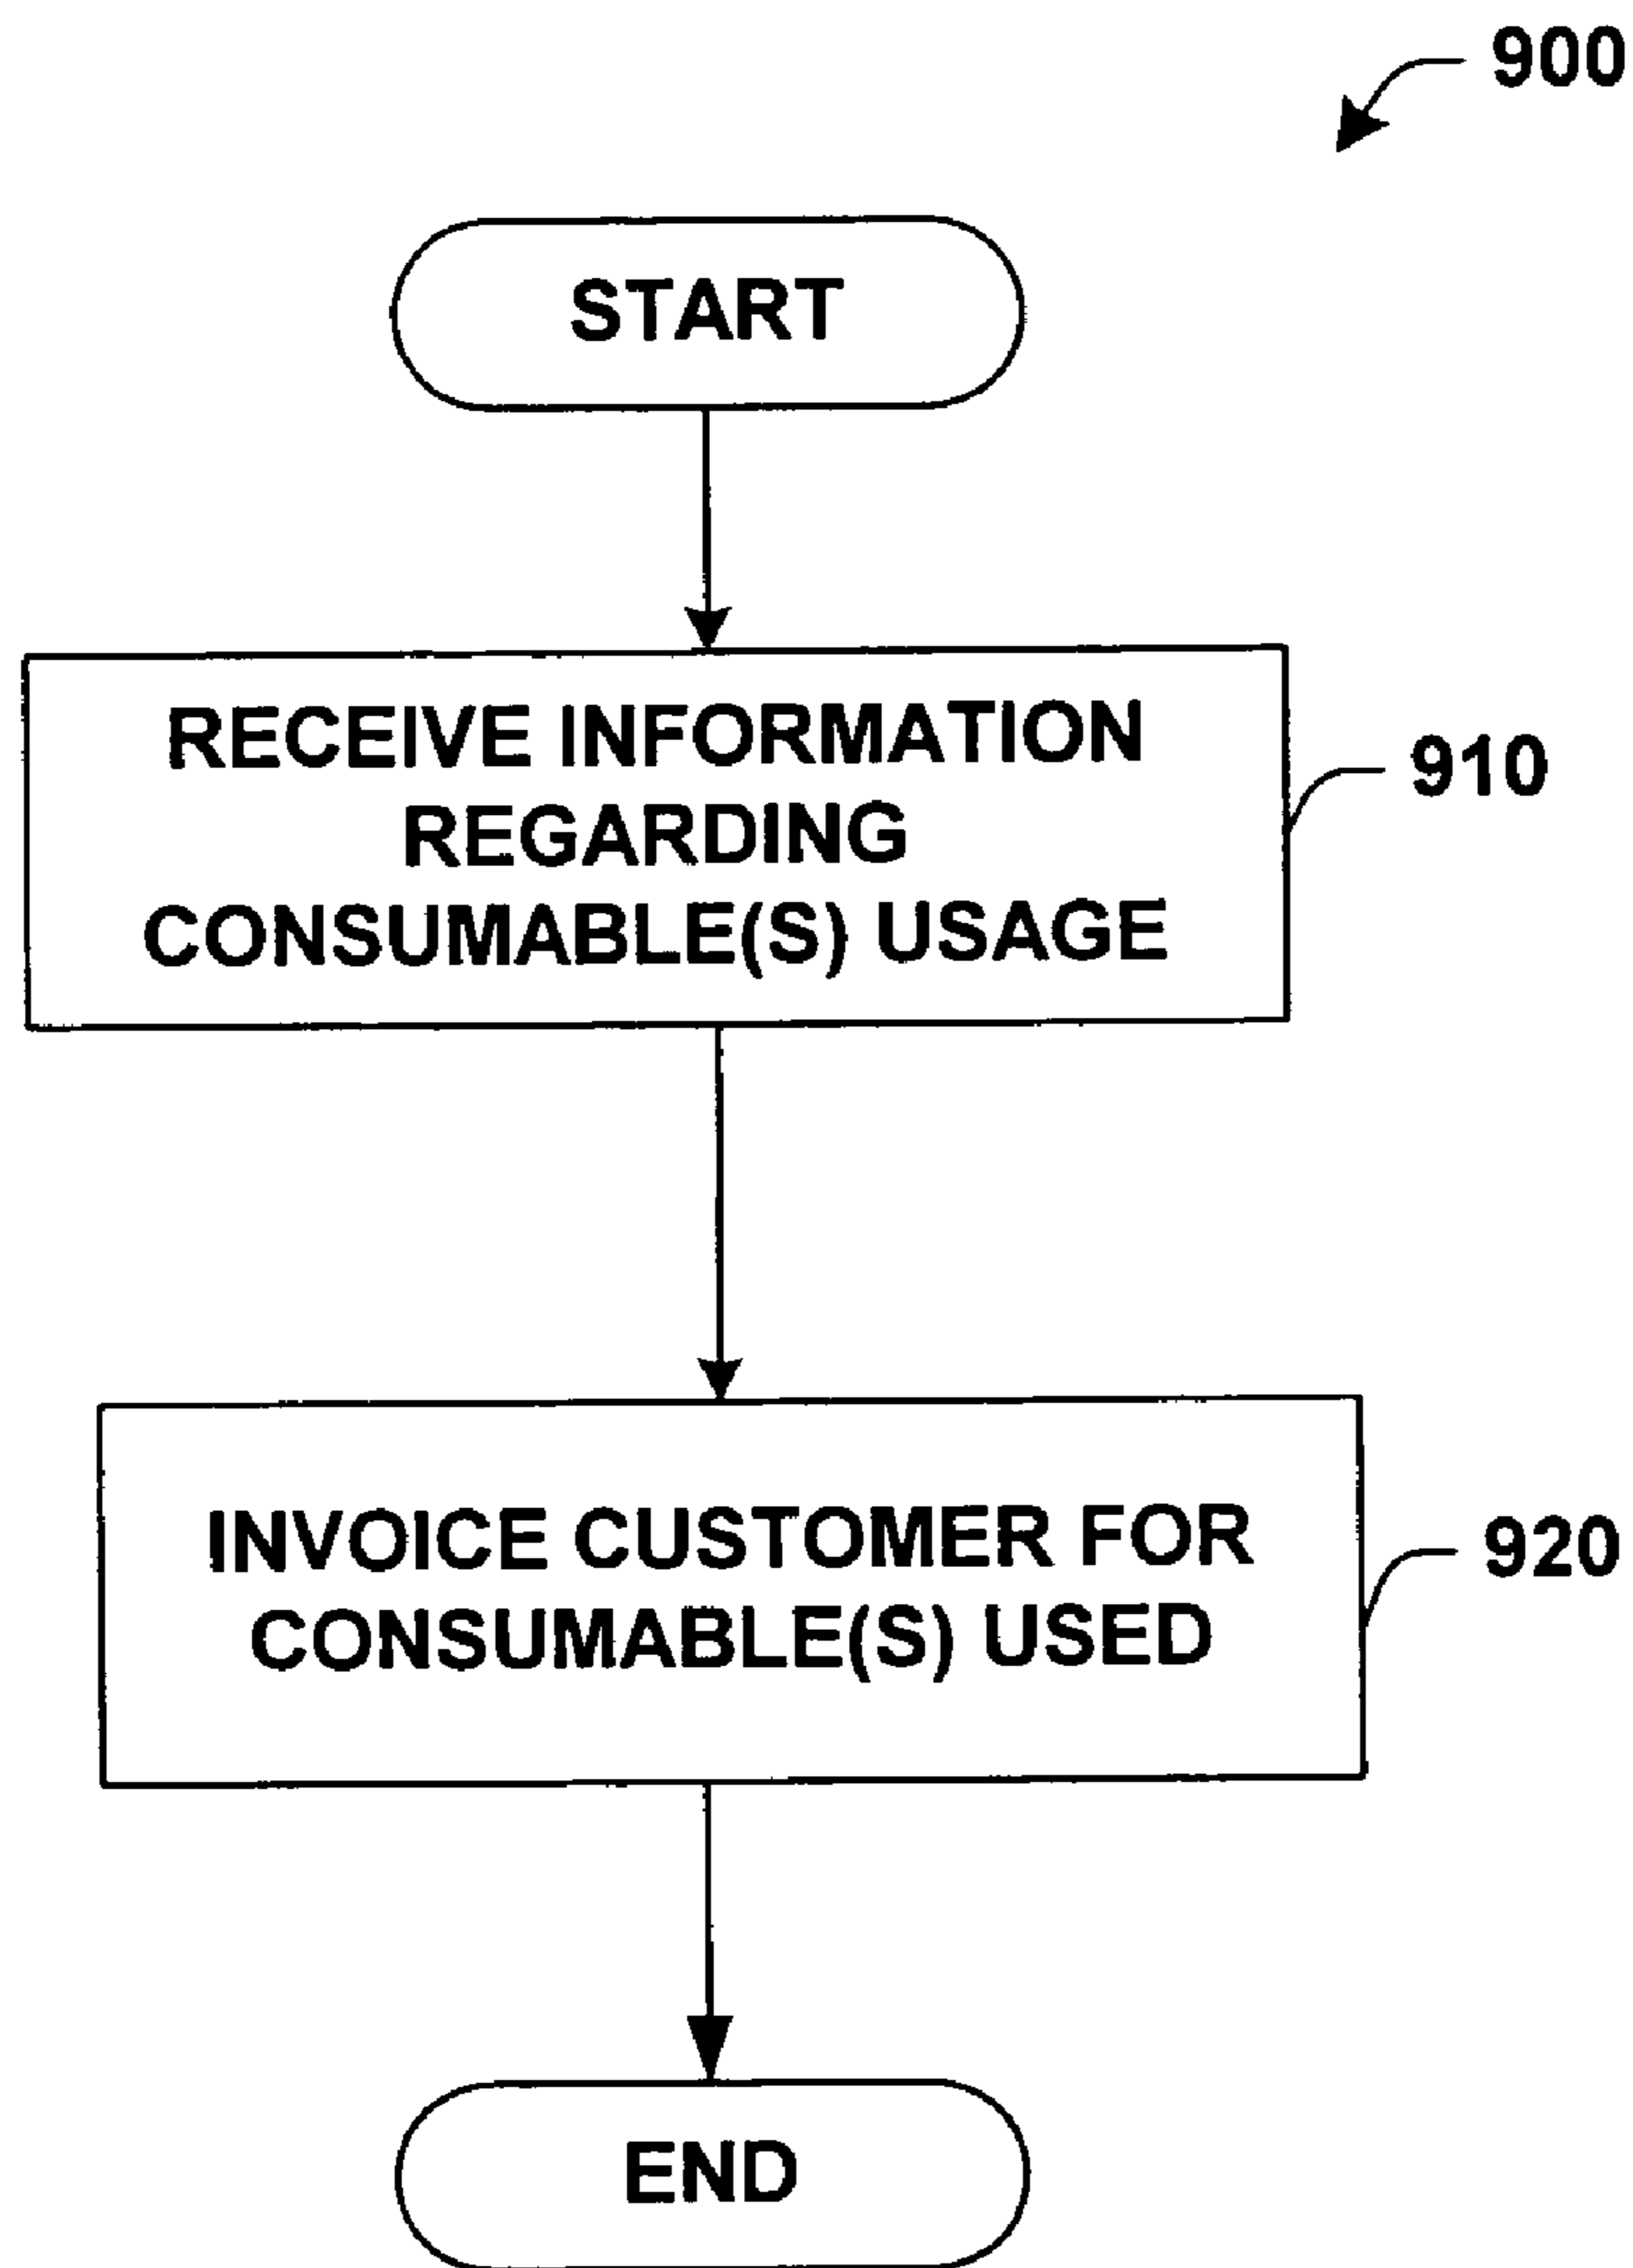 900
START
RECEIVE INFORMATION
REGARDING
CONSUMABLE(S) USAGE
910
INVOICE CUSTOMER FOR
CONSUMABLE(S) USED
920
END